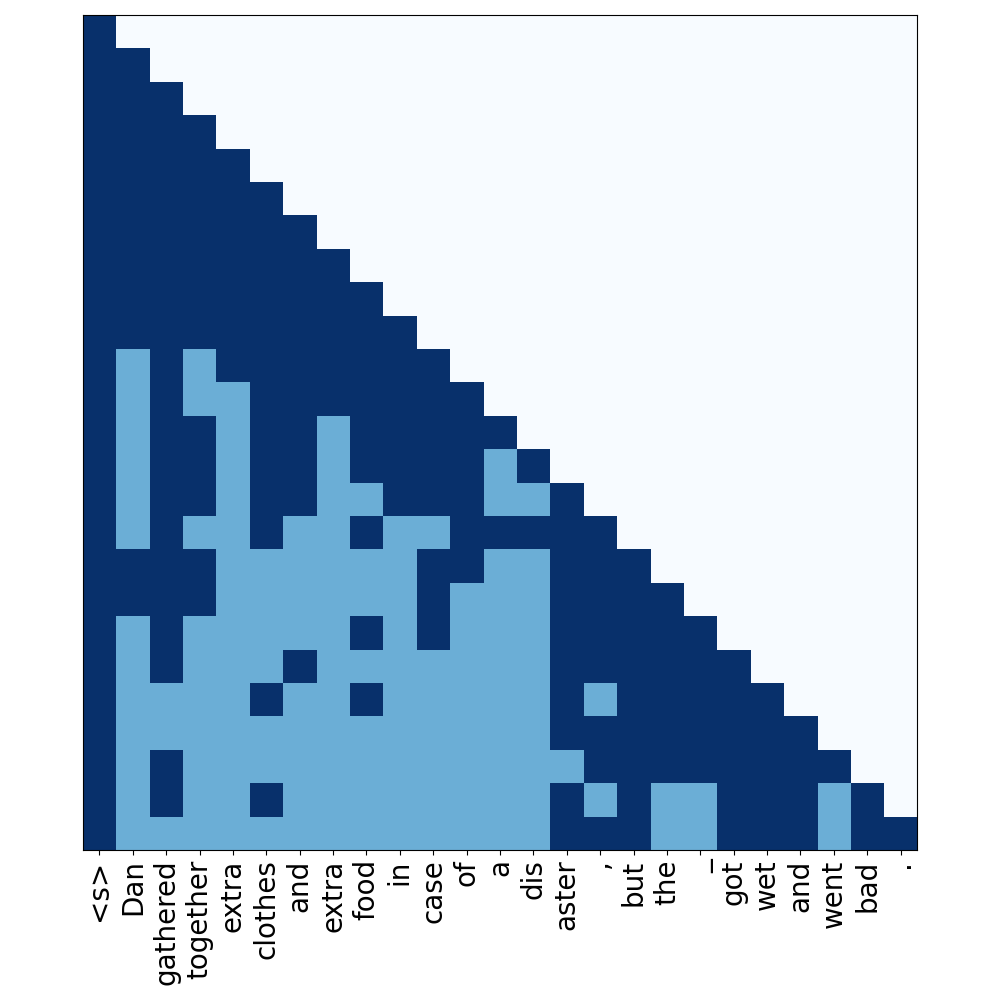 <s> Dan gathered together extra clothes and extra food in case of a dis aster , but the _ got wet and went bad .